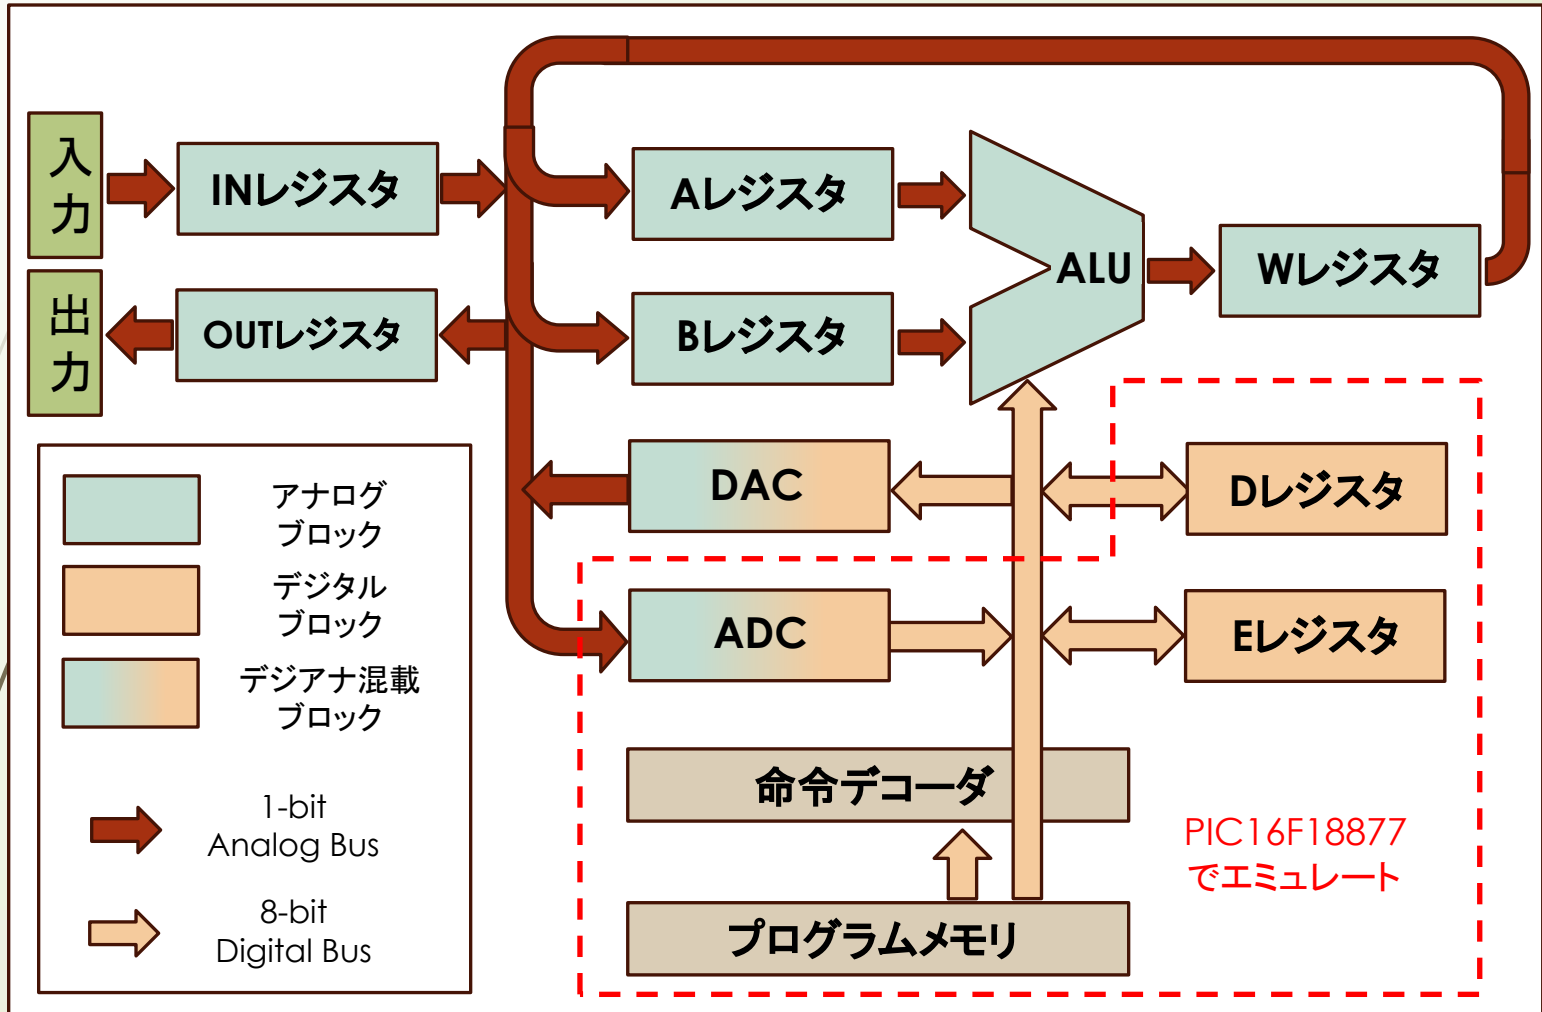 入力
INレジスタ
Aレジスタ
ALU
Wレジスタ
出力
OUTレジスタ
Bレジスタ
DAC
Dレジスタ
ADC
Eレジスタ
命令デコーダ
プログラムメモリ
PIC16F18877
でエミュレート
アナログ
ブロック
デジタル
ブロック
デジアナ混載
ブロック
1-bit
Analog Bus
8-bit
Digital Bus